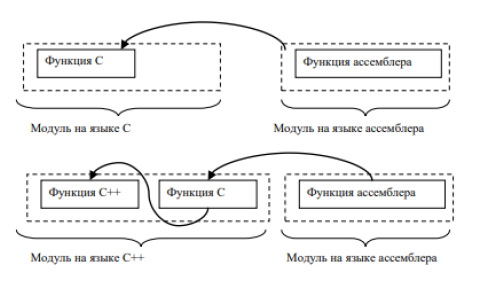 Функция С
Функция ассемблера
Модуль на языке С
Модуль на языке ассемблера
Функция С++
Функция С
Функция ассемблера
Модуль на языке С++
Модуль на языке ассемблера